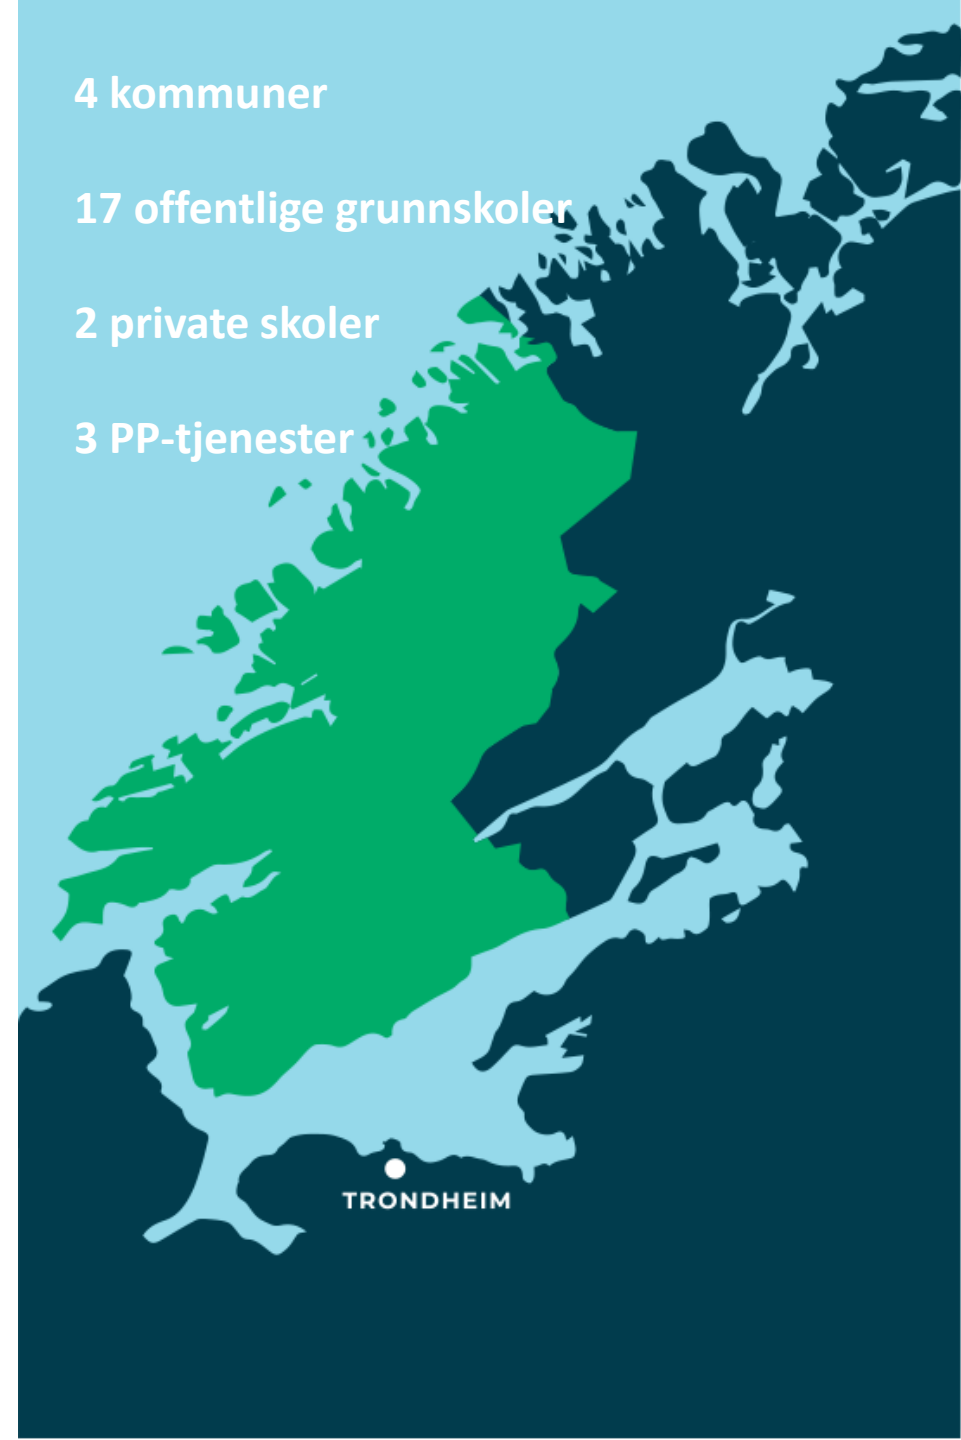 4 kommuner
17 offentlige grunnskoler
2 private skoler
3 PP-tjenester
TRONDHEIM